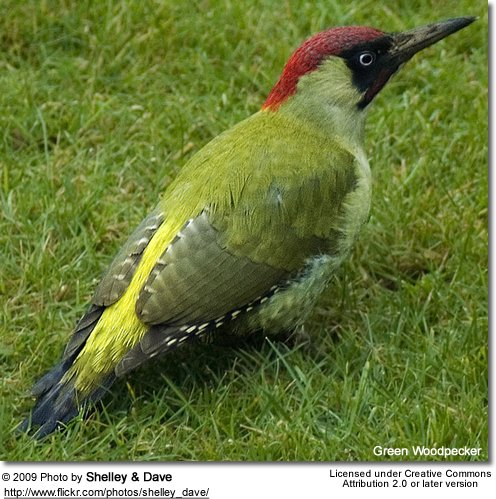 Green Woodpecker
© 2009 Photo by Shelley & Dave
http://www.flickr.com/photos/shelley_dave/
Licensed under Creative Commons
Attribution 2.0 or later version